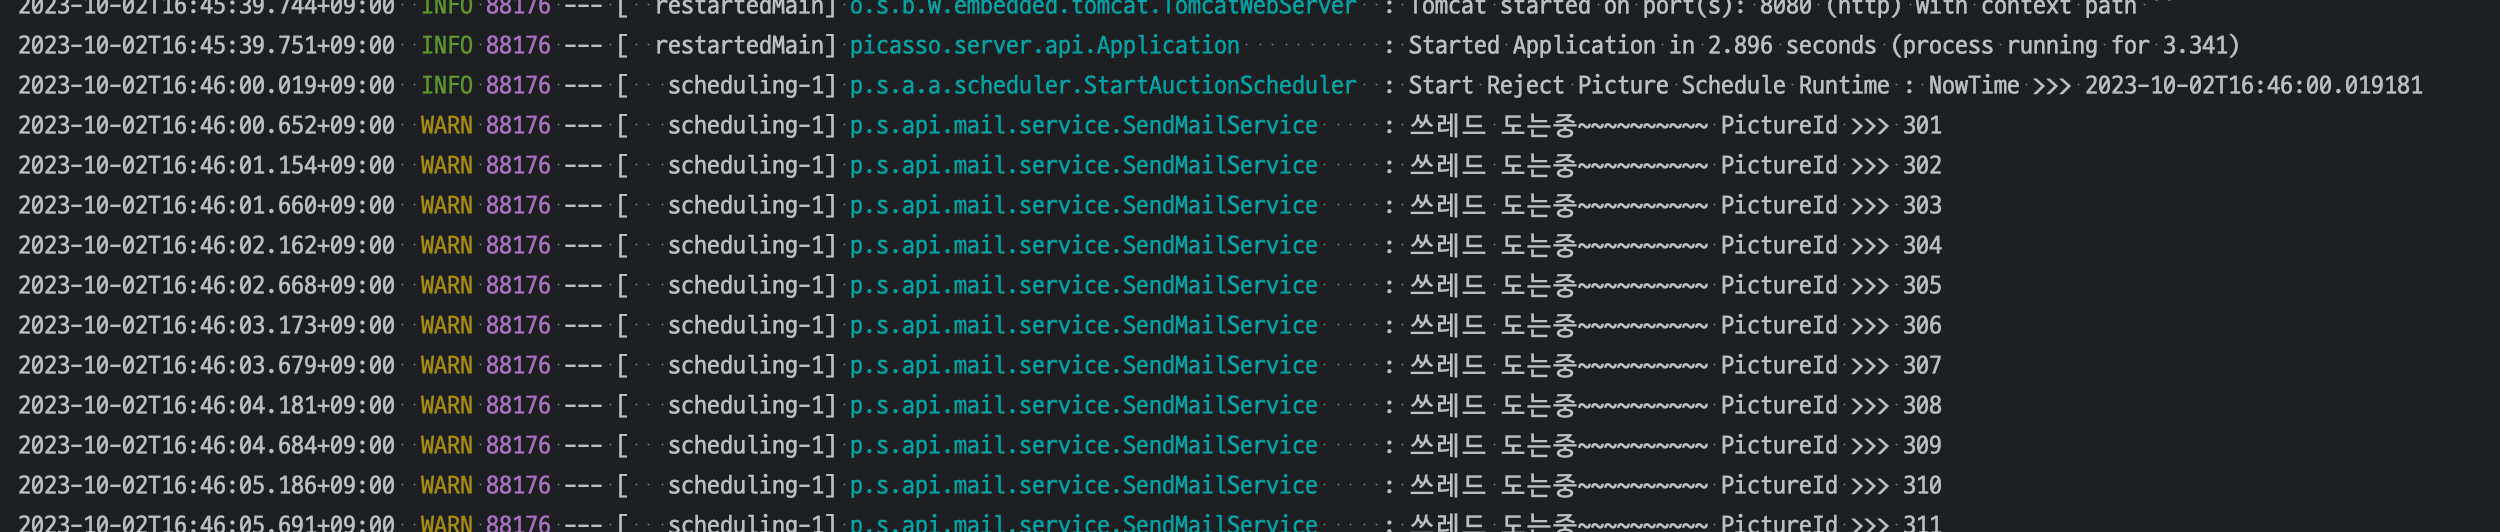 2023-10-02T16:45:39.744+09:00 INFO 88176 --- [ restartedMain] o.s.b.w.embedded.tomcat.TomcatWebServer : Tomcat started on port(s): 8080 (http) with context path ''
2023-10-02T16:45:39.751+09:00 INFO 88176 --- [ restartedMain] picasso.server.api.Application : Started Application in 2.896 seconds (process running for 3.341)
2023-10-02T16:46:00.019+09:00 INFO 88176 --- [ scheduling-1] p.s.a.a.scheduler.StartAuctionScheduler : Start Reject Picture Schedule Runtime : NowTime >>> 2023-10-02T16:46:00.019181
2023-10-02T16:46:00.652+09:00 WARN 88176 --- [ scheduling-1] p.s.api.mail.service.SendMailService : 쓰레드 도는중~~~~~~~~~~ PictureId >>> 301
2023-10-02T16:46:01.154+09:00 WARN 88176 --- [ scheduling-1] p.s.api.mail.service.SendMailService : 쓰레드 도는중~~~~~~~~~~ PictureId >>> 302
2023-10-02T16:46:01.660+09:00 WARN 88176 --- [ scheduling-1] p.s.api.mail.service.SendMailService : 쓰레드 도는중~~~~~~~~~~ PictureId >>> 303
2023-10-02T16:46:02.162+09:00 WARN 88176 --- [ scheduling-1] p.s.api.mail.service.SendMailService : 쓰레드 도는중~~~~~~~~~~ PictureId >>> 304
2023-10-02T16:46:02.668+09:00 WARN 88176 --- [ scheduling-1] p.s.api.mail.service.SendMailService : 쓰레드 도는중~~~~~~~~~~ PictureId >>> 305
2023-10-02T16:46:03.173+09:00 WARN 88176 --- [ scheduling-1] p.s.api.mail.service.SendMailService : 쓰레드 도는중~~~~~~~~~~ PictureId >>> 306
2023-10-02T16:46:03.679+09:00 WARN 88176 --- [ scheduling-1] p.s.api.mail.service.SendMailService : 쓰레드 도는중~~~~~~~~~~ PictureId >>> 307
2023-10-02T16:46:04.181+09:00 WARN 88176 --- [ scheduling-1] p.s.api.mail.service.SendMailService : 쓰레드 도는중~~~~~~~~~~ PictureId >>> 308
2023-10-02T16:46:04.684+09:00 WARN 88176 --- [ scheduling-1] p.s.api.mail.service.SendMailService : 쓰레드 도는중~~~~~~~~~~ PictureId >>> 309
2023-10-02T16:46:05.186+09:00 WARN 88176 --- [ scheduling-1] p.s.api.mail.service.SendMailService : 쓰레드 도는중~~~~~~~~~~ PictureId >>> 310
2023-10-02T16:46:05.691+09:00 WARN 88176 --- [ scheduling-1] p.s.api.mail.service.SendMailService : 쓰레드 도는중~~~~~~~~~~ PictureId >>> 311